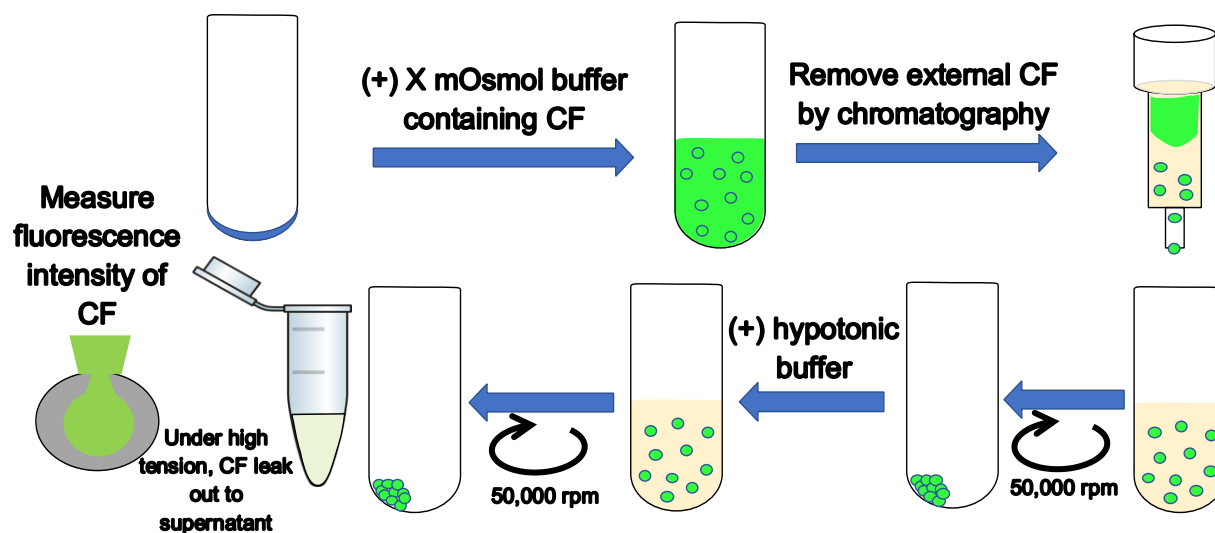 (+) X mOsmol buffer
containing CF
Remove external CF
by chromatography
Measure
fluorescence
intensity of
CF
(+) hypotonic
buffer
Under high
tension, CF leak
out to
supernatant
50,000 rpm
50,000 rpm